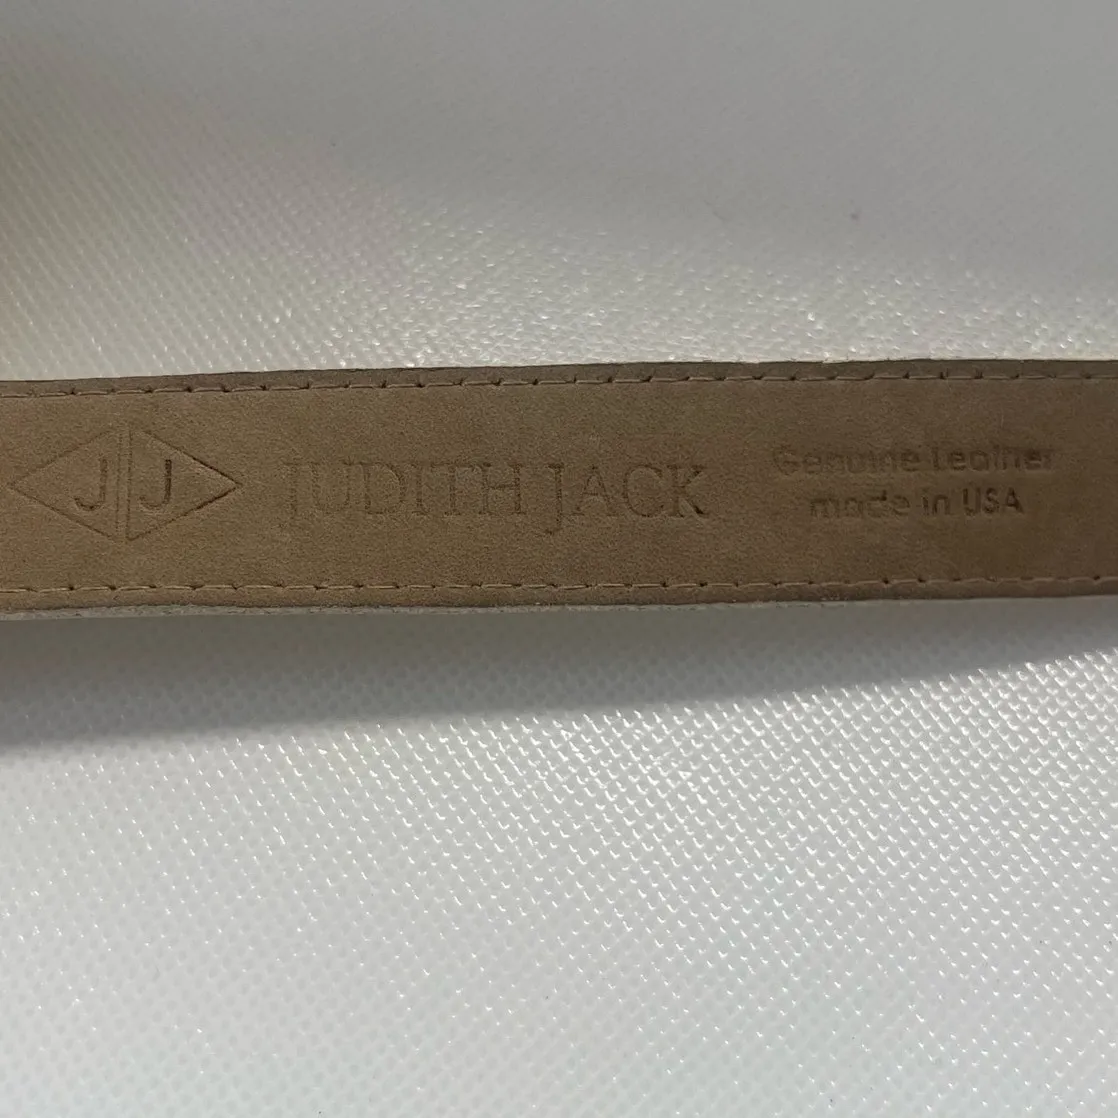 J J
JUDITH JACK
Genuine Leather
made in USA